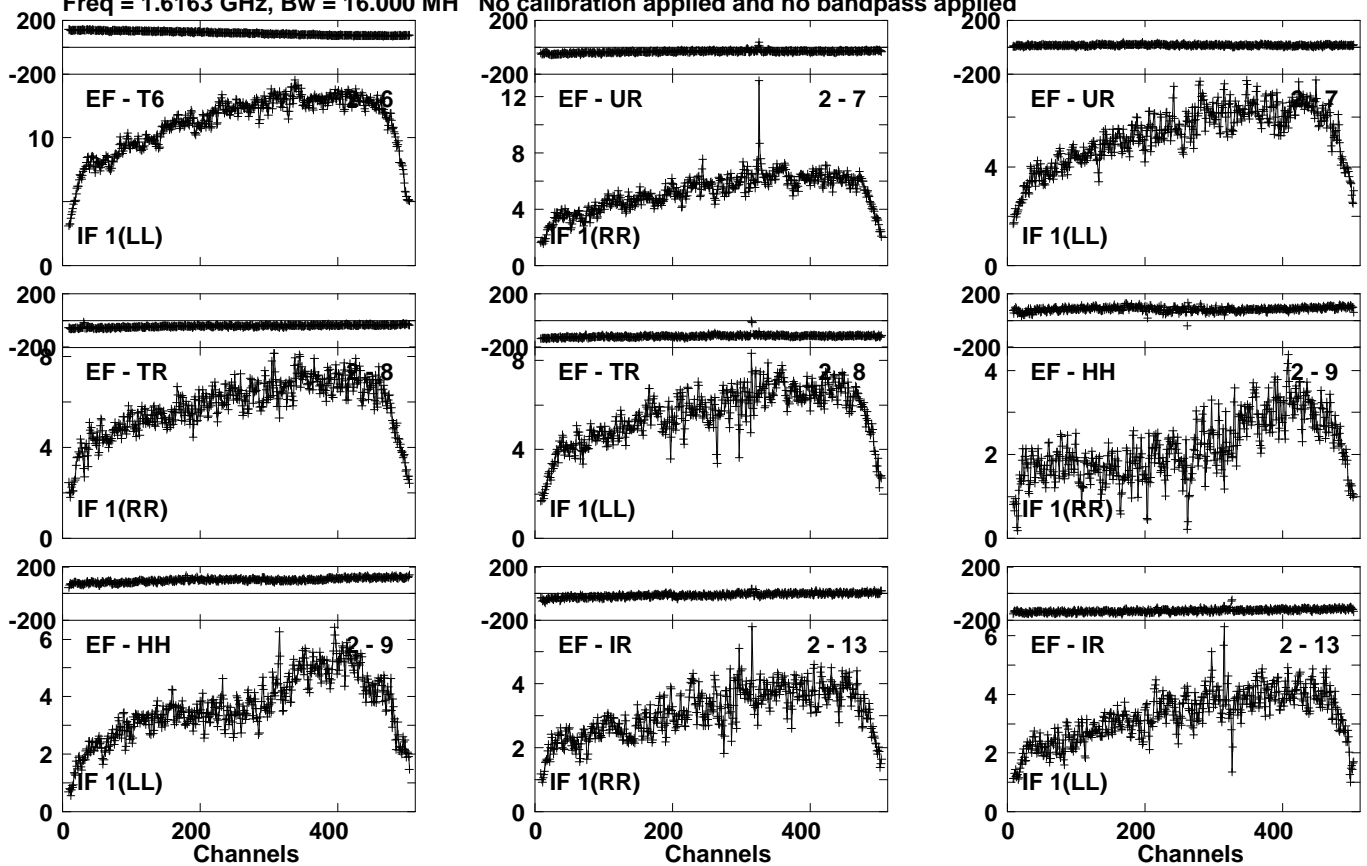 Freq = 1.6163 GHz, Bw = 16.000 MH No calibration applied and no bandpass applied
200
-200
EF - T6
2 - 6
10
IF 1(LL)
0
200
-200
12
EF - UR
2 - 7
8
4
IF 1(RR)
0
200
-200
EF - UR
2 - 7
4
IF 1(LL)
0
200
-200
8
EF - TR
2 - 8
4
IF 1(RR)
0
200
-200
8
EF - TR
2 - 8
4
IF 1(LL)
0
200
-200
4
EF - HH
2 - 9
2
IF 1(RR)
0
200
-200
6
EF - HH
2 - 9
4
2
IF 1(LL)
0
0 200 400
Channels
200
-200
EF - IR
2 - 13
4
2
IF 1(RR)
0
0 200 400
Channels
200
-200
6
EF - IR
2 - 13
4
2
IF 1(LL)
0
0 200 400
Channels